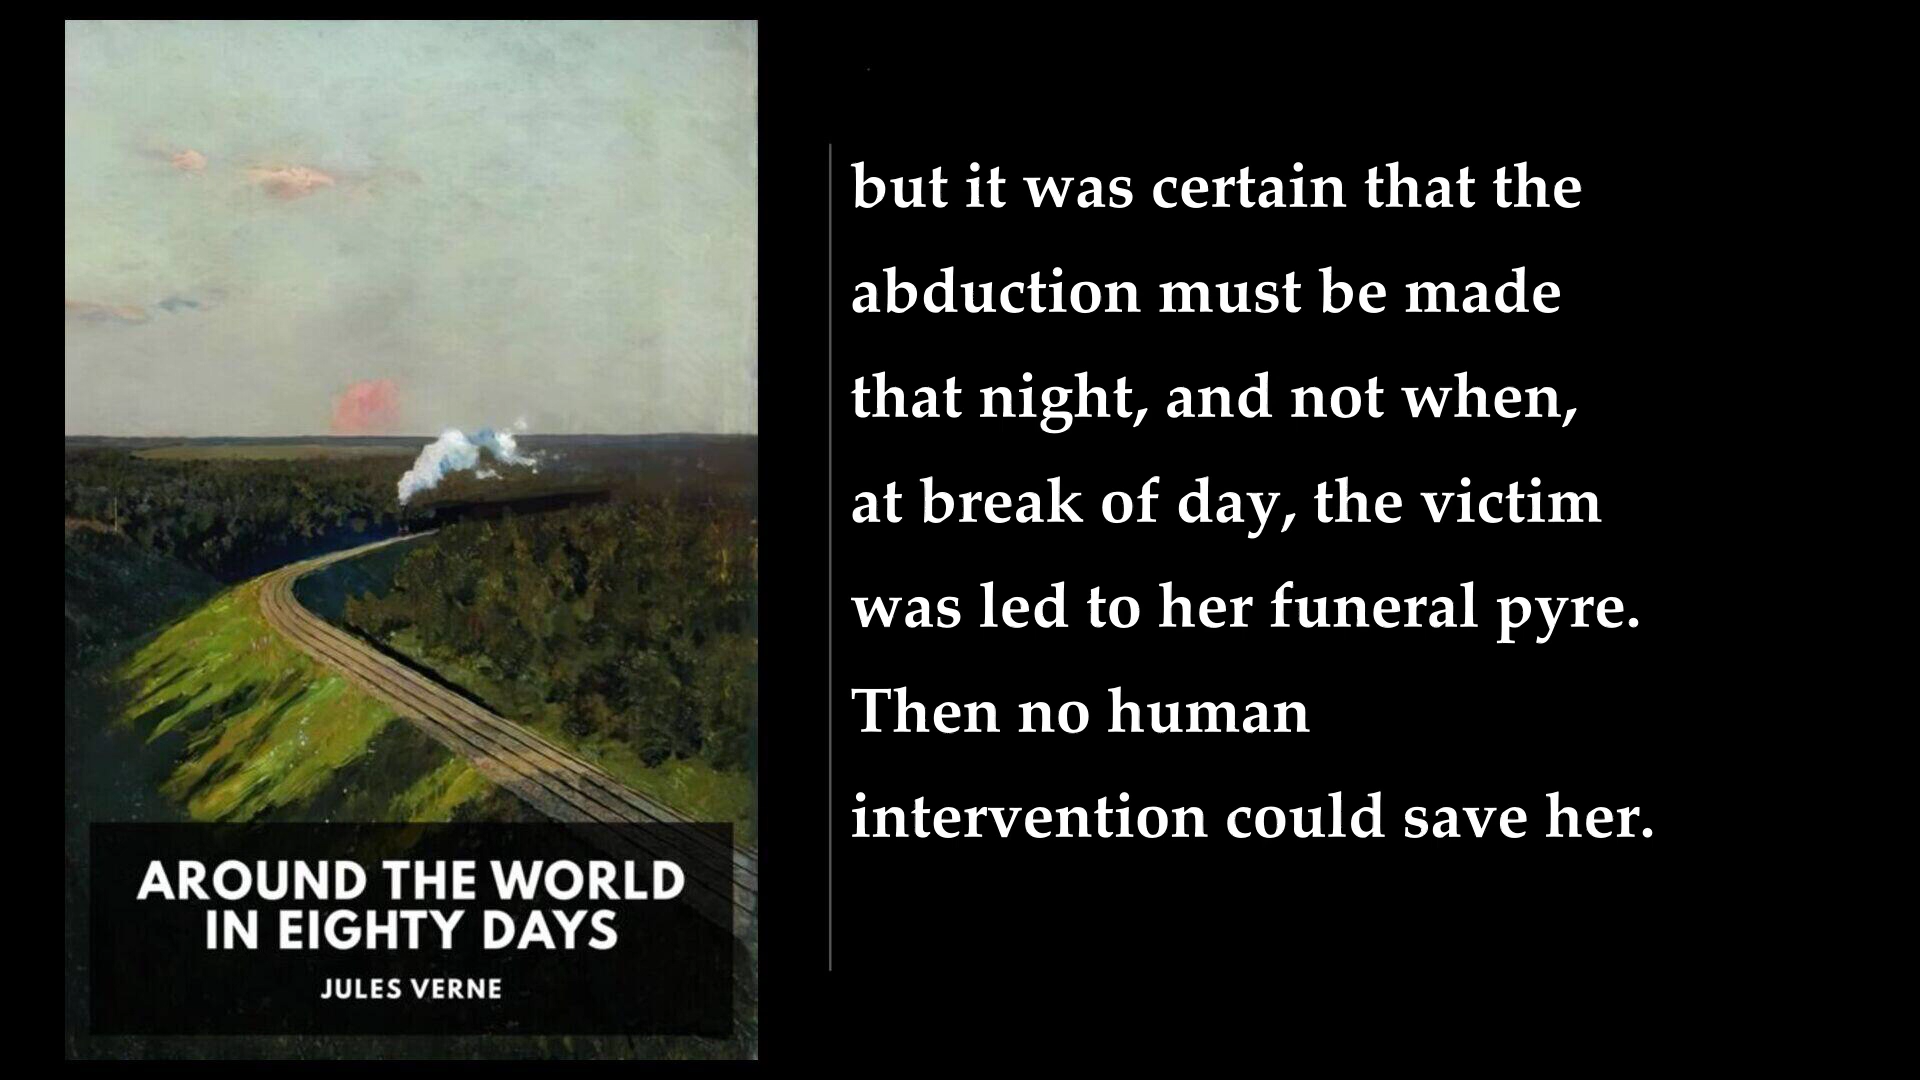 AROUND THE WORLD
IN EIGHTY DAYS
JULES VERNE
but it was certain that the
abduction must be made
that night, and not when,
at break of day, the victim
was led to her funeral pyre.
Then no human
intervention could save her.